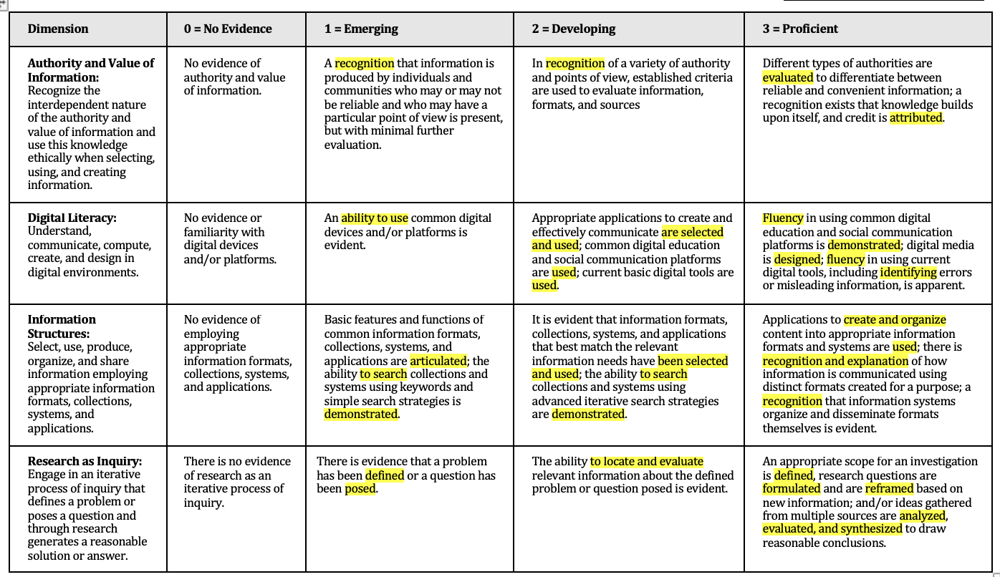 Dimension
0 = No Evidence
1 = Emerging
2 = Developing
3 = Proficient
Authority and Value of
Information:
Recognize the
interdependent nature
of the authority and
value of information and
use this knowledge
ethically when selecting,
using, and creating
information.
No evidence of
authority and value
of information.
A recognition that information is
produced by individuals and
communities who may or may not
be reliable and who may have a
particular point of view is present,
but with minimal further
evaluation.
In recognition of a variety of authority
and points of view, established criteria
are used to evaluate information,
formats, and sources
Different types of authorities are
evaluated to differentiate between
reliable and convenient information; a
recognition exists that knowledge builds
upon itself, and credit is attributed.
Digital Literacy:
Understand,
communicate, compute,
create, and design in
digital environments.
No evidence or
familiarity with
digital devices
and/or platforms.
An ability to use common digital
devices and/or platforms is
evident.
Appropriate applications to create and
effectively communicate are selected
and used; common digital education
and social communication platforms
are used; current basic digital tools are
used.
Fluency in using common digital
education and social communication
platforms is demonstrated; digital media
is designed; fluency in using current
digital tools, including identifying errors
or misleading information, is apparent.
Information
Structures:
Select, use, produce,
organize, and share
information employing
appropriate information
formats, collections,
systems, and
applications.
No evidence of
employing
appropriate
information formats,
collections, systems,
and applications.
Basic features and functions of
common information formats,
collections, systems, and
applications are articulated; the
ability to search collections and
systems using keywords and
simple search strategies is
demonstrated.
It is evident that information formats,
collections, systems, and applications
that best match the relevant
information needs have been selected
and used; the ability to search
collections and systems using
advanced iterative search strategies
are demonstrated.
Applications to create and organize
content into appropriate information
formats and systems are used; there is
recognition and explanation of how
information is communicated using
distinct formats created for a purpose; a
recognition that information systems
organize and disseminate formats
themselves is evident.
Research as Inquiry:
Engage in an iterative
process of inquiry that
defines a problem or
poses a question and
through research
generates a reasonable
solution or answer.
There is no evidence
of research as an
iterative process of
inquiry.
There is evidence that a problem
has been defined or a question has
been posed.
The ability to locate and evaluate
relevant information about the defined
problem or question posed is evident.
An appropriate scope for an investigation
is defined, research questions are
formulated and are reframed based on
new information; and/or ideas gathered
from multiple sources are analyzed,
evaluated, and synthesized to draw
reasonable conclusions.